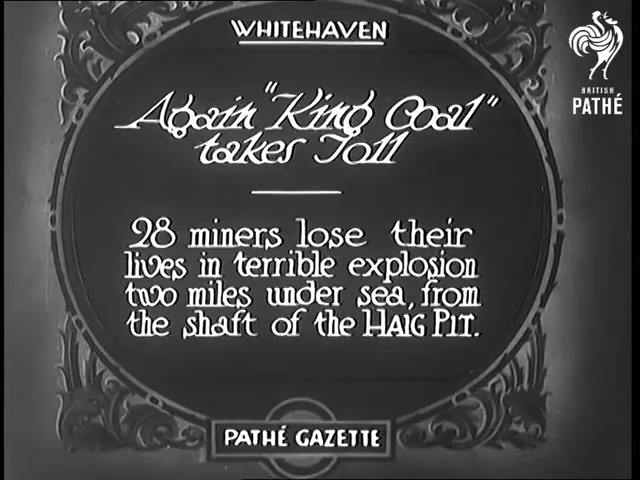 WHITEHAVEN
BRITISH
PATHÉ
Again "King Coal"
takes Toll
28 miners lose their
lives in terrible explosion
two miles under sea, from
the shaft of the HAIG PIT.
PATHÉ GAZETTE